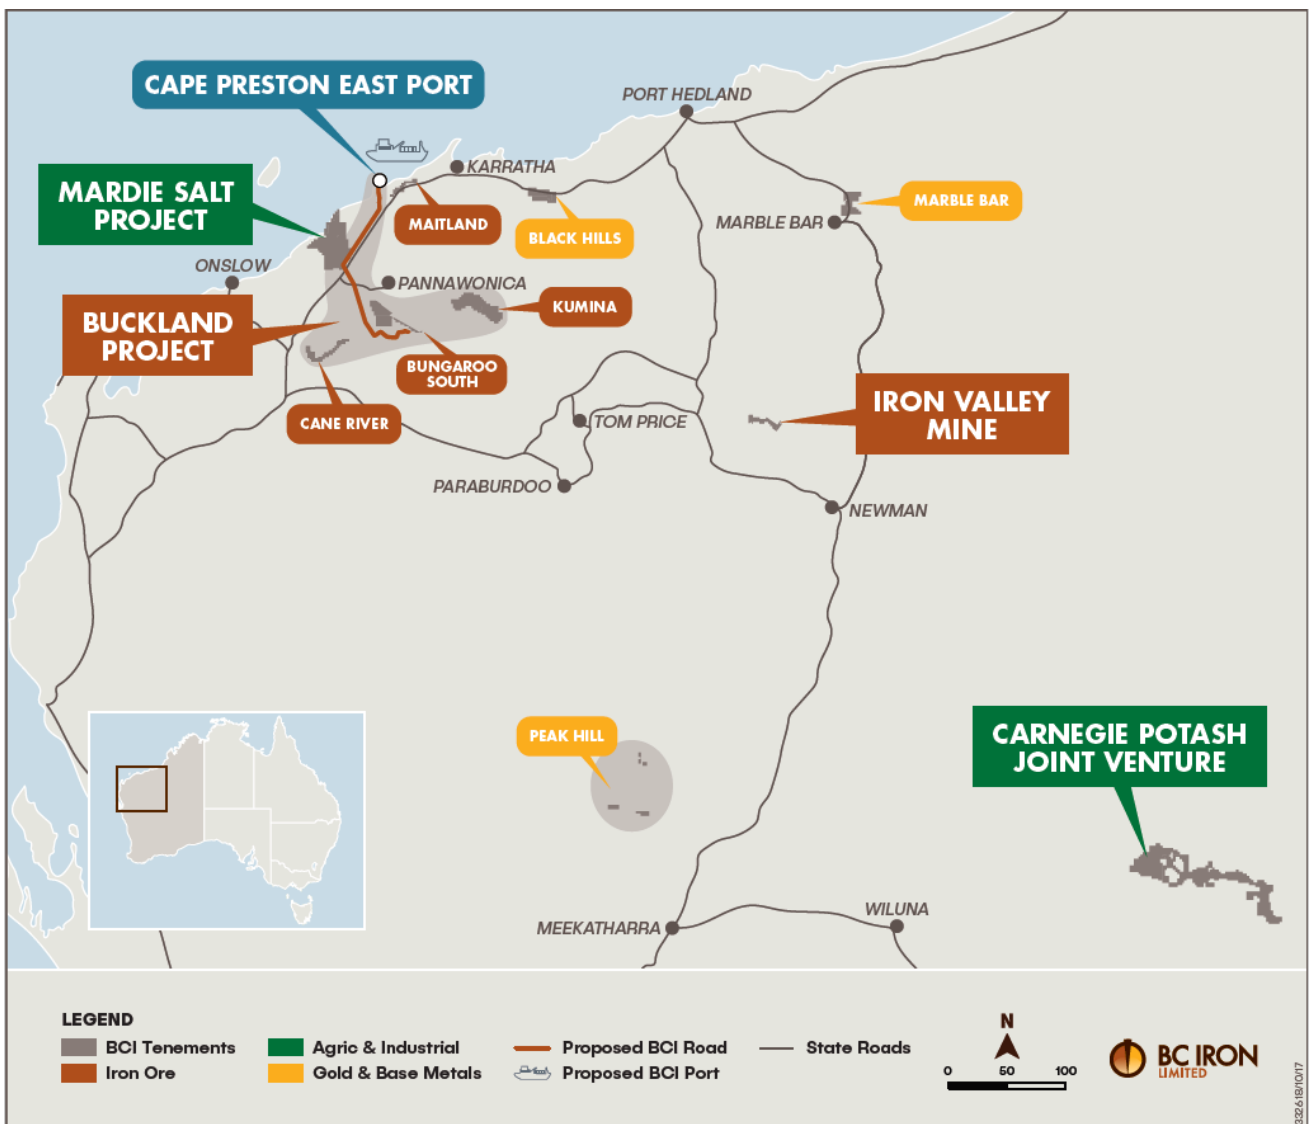 CAPE PRESTON EAST PORT
PORT HEDLAND
KARRATHA
MARDIE SALT
PROJECT
MAITLAND
MARBLE BAR
MARBLE BAR
BLACK HILLS
ONSLOW
PANNAWONICA
KUMINA
BUCKLAND
PROJECT
BUNGAROO
SOUTH
CANE RIVER
TOM PRICE
IRON VALLEY
MINE
PARABURDOO
NEWMAN
PEAK HILL
CARNEGIE POTASH
JOINT VENTURE
MEEKATHARRA
WILUNA
LEGEND
BCI Tenements
Iron Ore
Agric & Industrial
Gold & Base Metals
Proposed BCI Road
Proposed BCI Port
State Roads
N
0 50 100
BC IRON
LIMITED
332618/10/17